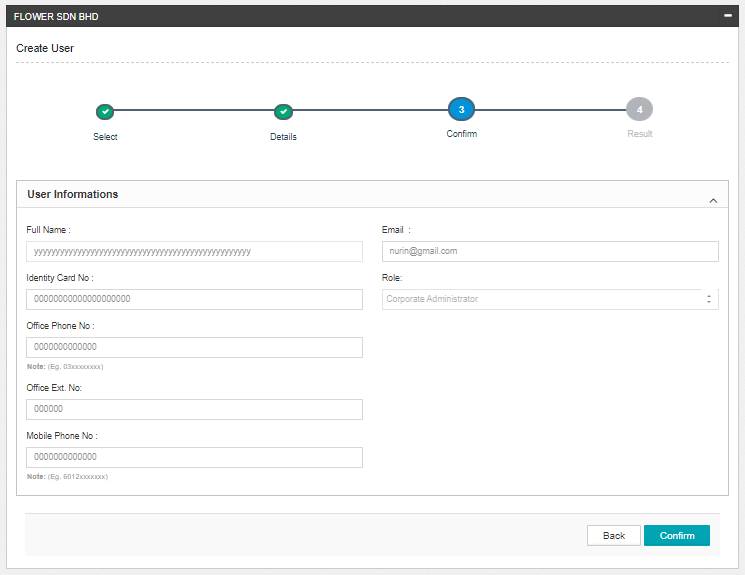 FLOWER SDN BHD
Create User
3
4
Select
Details
Confirm
Result
User Informations
Full Name :
Email :
nurin@gmail.com
Identity Card No :
Role:
00000000000000000000
Corporate Administrator
Office Phone No :
0000000000000
Note: (Eg. 03xxxxxxxx)
Office Ext. No:
000000
Mobile Phone No :
0000000000000
Note: (Eg. 6012xxxxxxx)
Back
Confirm